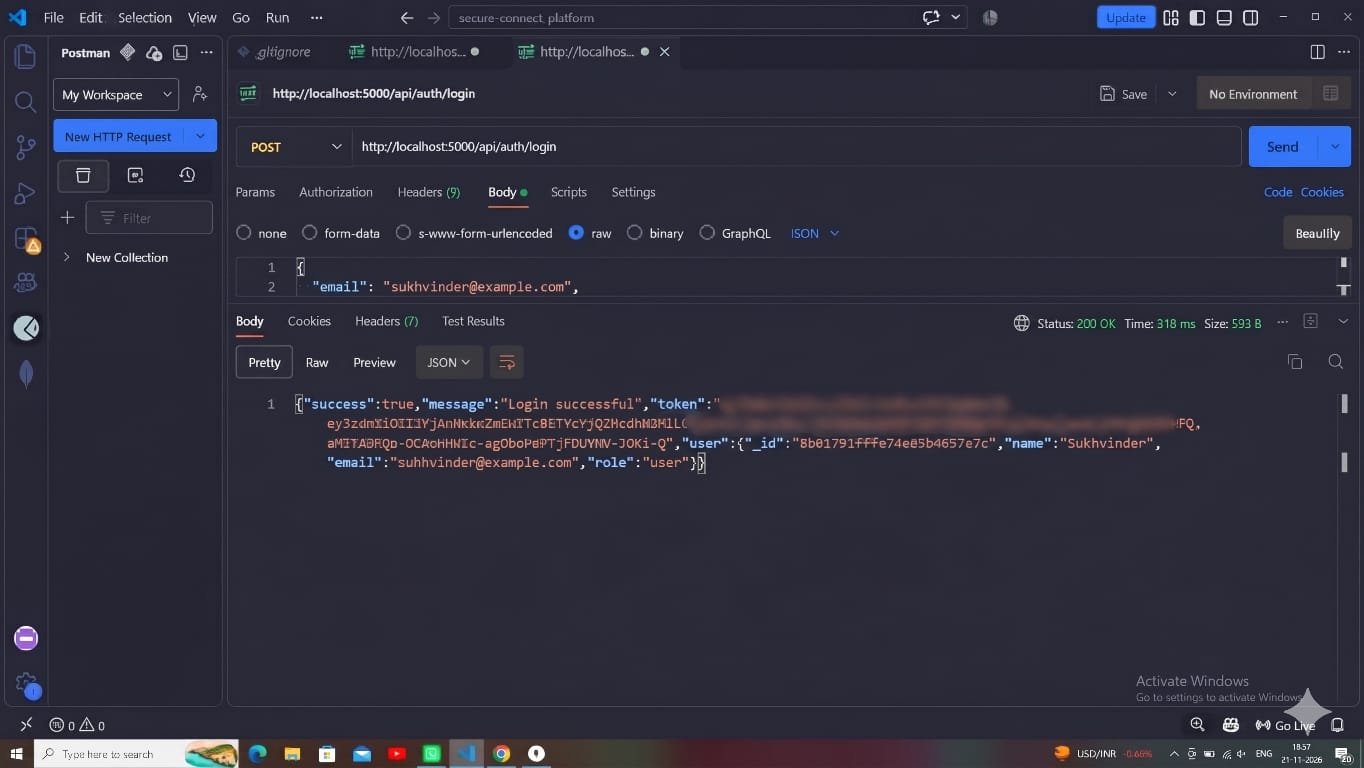 File Edit Selection View Go Run ··· secure-connect, platform Update
Postman ··· .gitignore http://localhos... http://localhos... ···
My Workspace http://localhost:5000/api/auth/login Save No Environment
New HTTP Request POST http://localhost:5000/api/auth/login Send
Params Authorization Headers (9) Body Scripts Settings Code Cookies
Filter
none form-data s-www-form-urlencoded raw binary GraphQL JSON Beaulily
New Collection
1 {
2 "email": "sukhvinder@example.com",
Body Cookies Headers (7) Test Results Status: 200 OK Time: 318 ms Size: 593 B ···
Pretty Raw Preview JSON
1 {"success":true,"message":"Login successful","token":"
"user":{"_id":"8b01791fffe74e05b4657e7c","name":"Sukhvinder",
"email":"suhhvinder@example.com","role":"user"}}
Activate Windows
Go to settings to activate Windows
0 0 Go Live
Type here to search USD/INR -0.66% ENG 18:57
21-11-2026 20